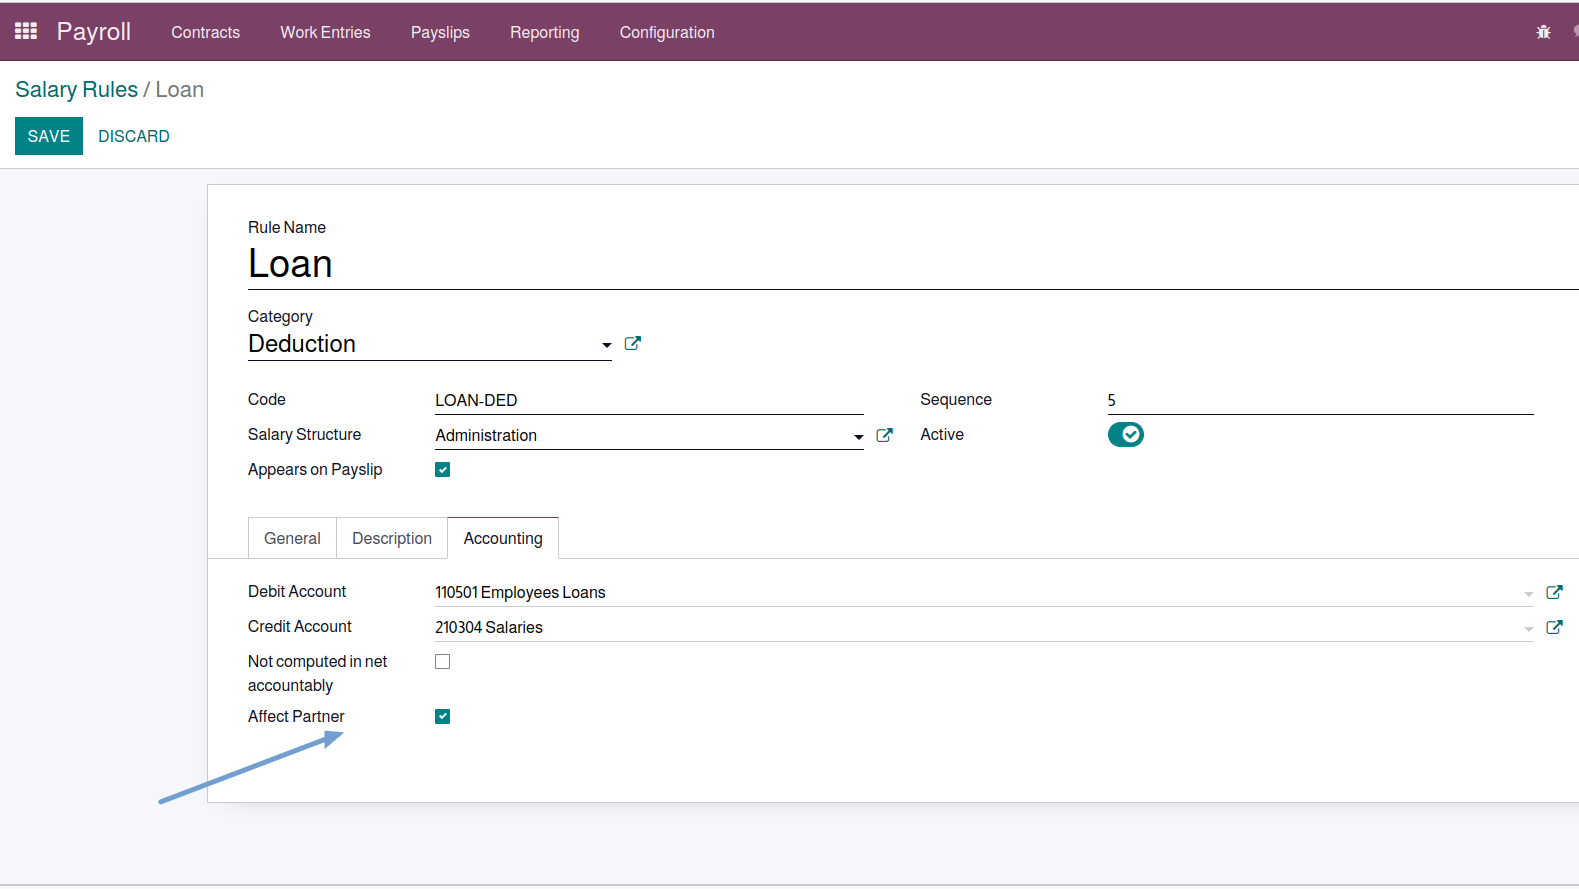 Payroll Contracts Work Entries Payslips Reporting Configuration
Salary Rules / Loan
SAVE DISCARD
Rule Name
Loan
Category
Deduction
Code LOAN-DED Sequence 5
Salary Structure Administration Active
Appears on Payslip
General Description Accounting
Debit Account 110501 Employees Loans
Credit Account 210304 Salaries
Not computed in net
accountably
Affect Partner